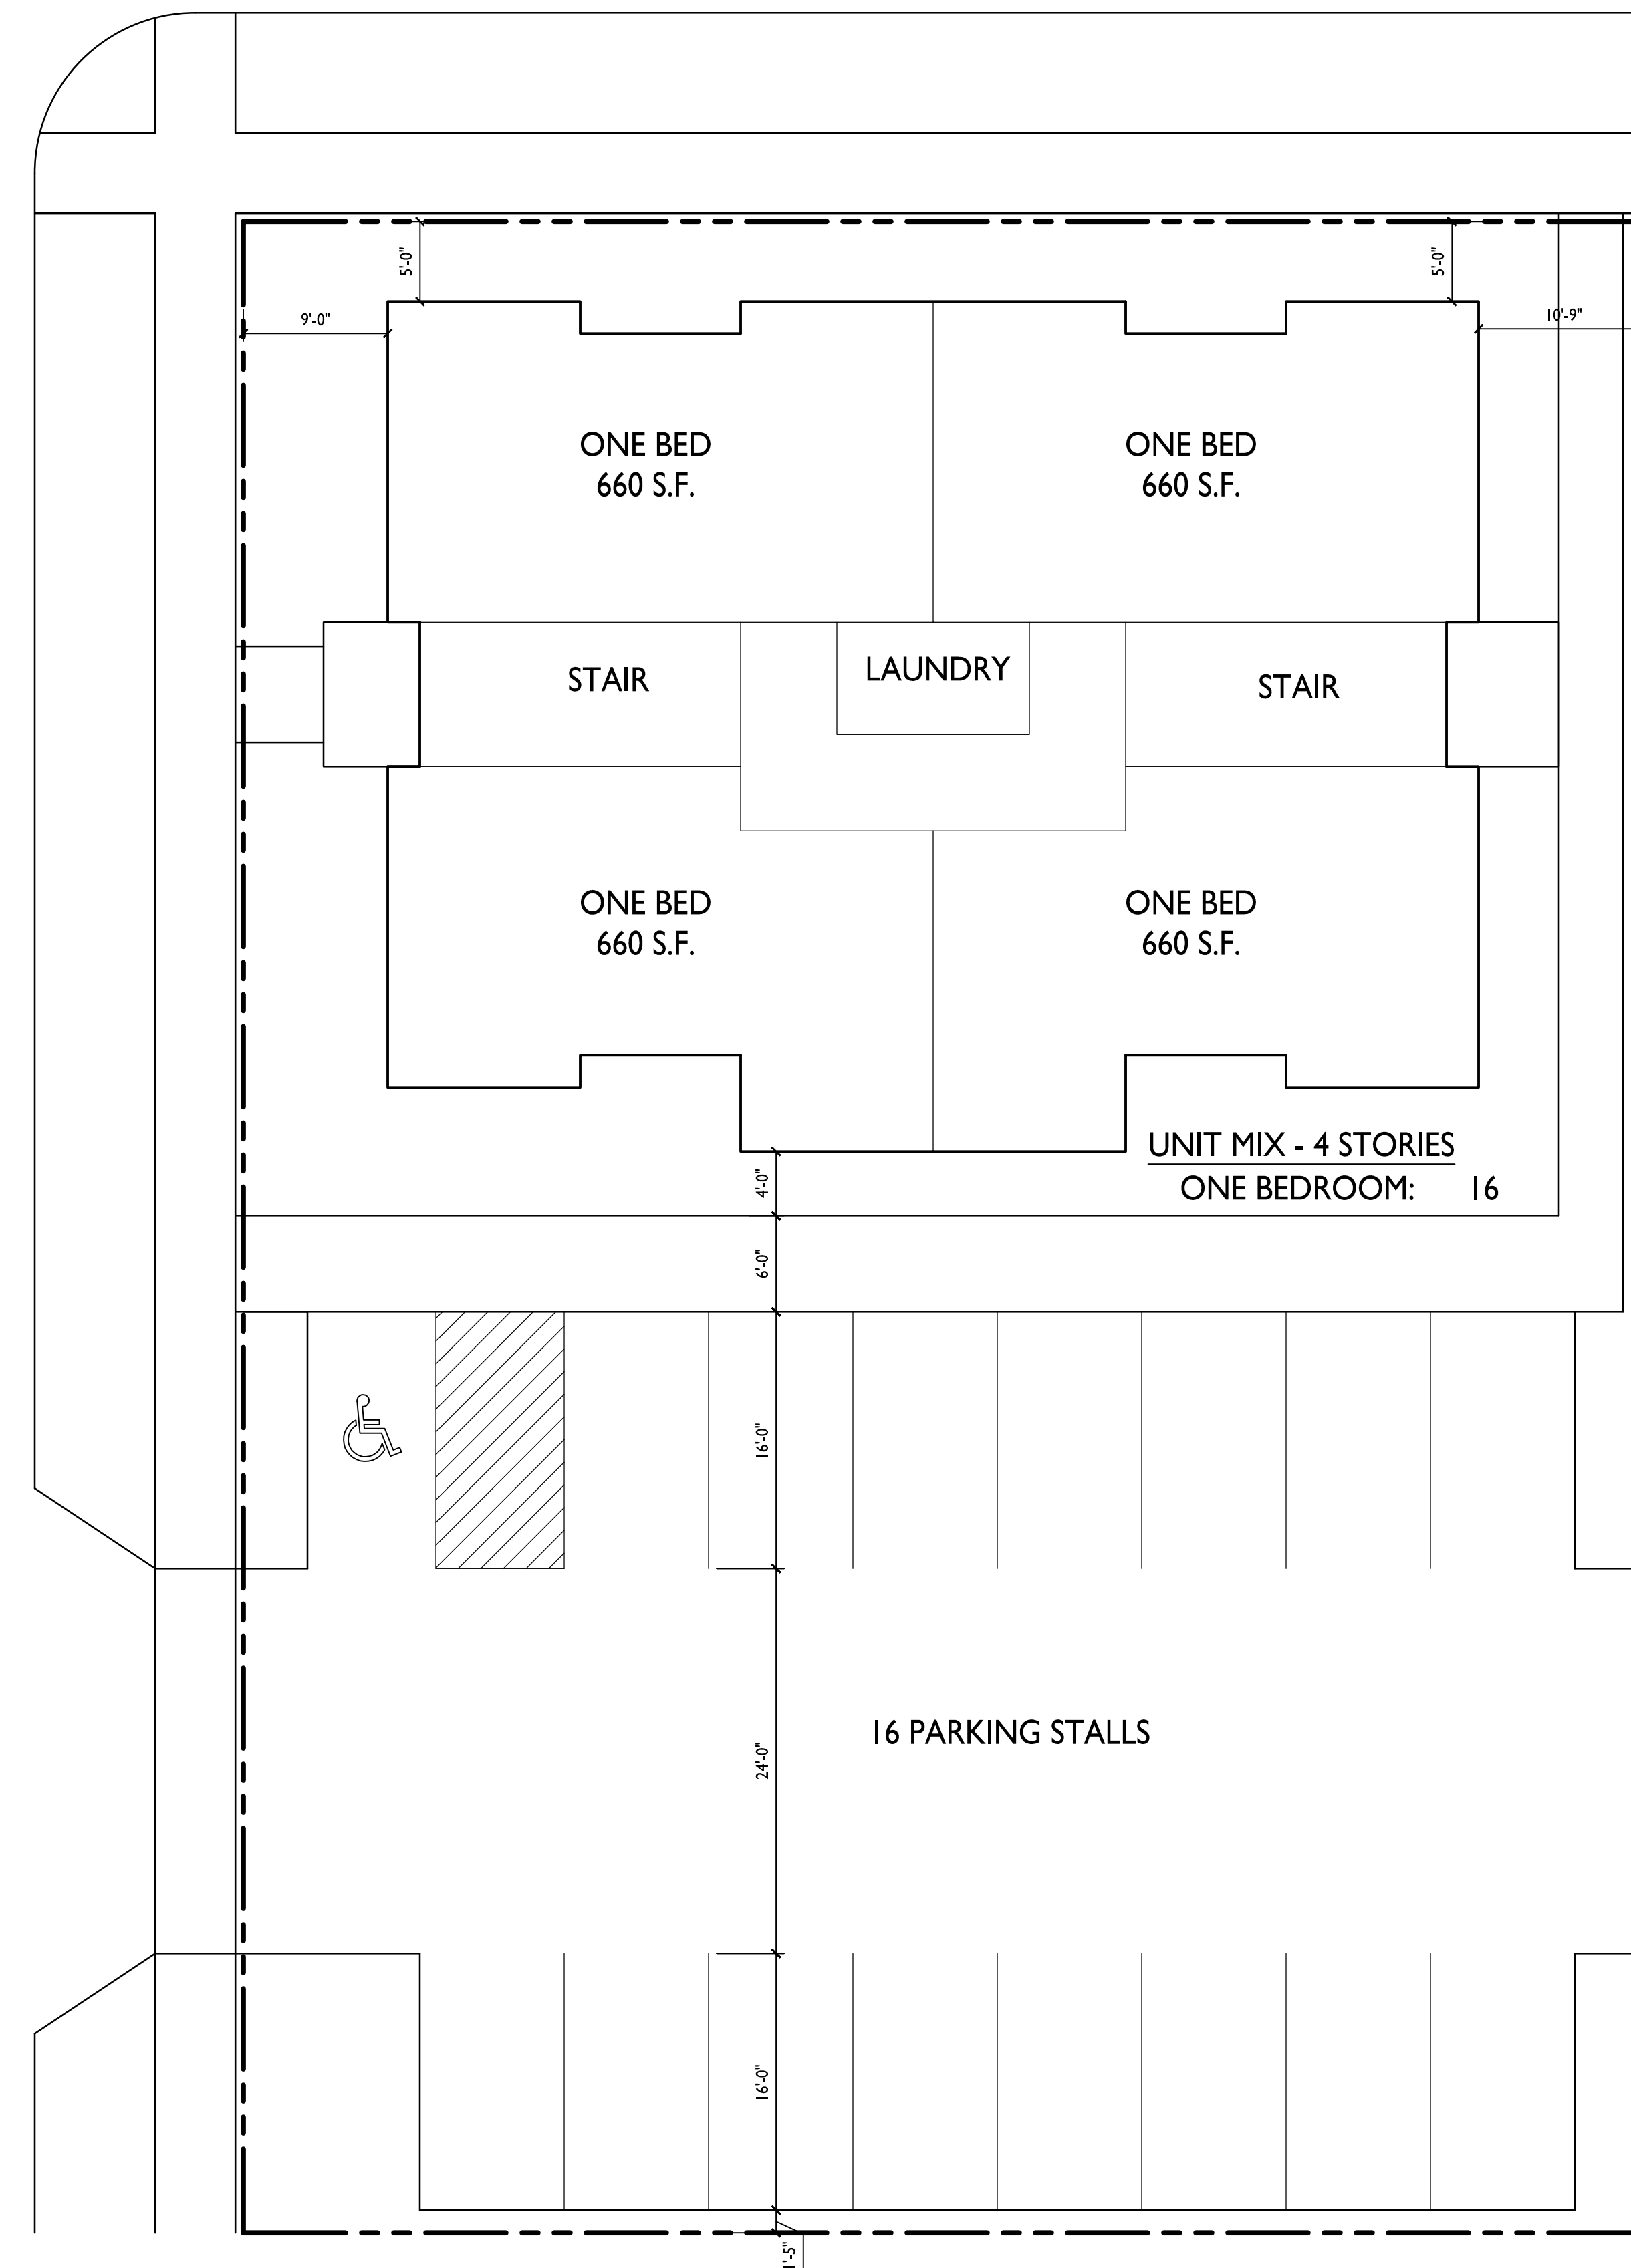 5'-0"
5'-0"
9'-0"
10'-9"
ONE BED
660 S.F.
ONE BED
660 S.F.
STAIR
LAUNDRY
STAIR
ONE BED
660 S.F.
ONE BED
660 S.F.
UNIT MIX - 4 STORIES
ONE BEDROOM: 16
4'-0"
6'-0"
16'-0"
16 PARKING STALLS
24'-0"
16'-0"
1'-5"